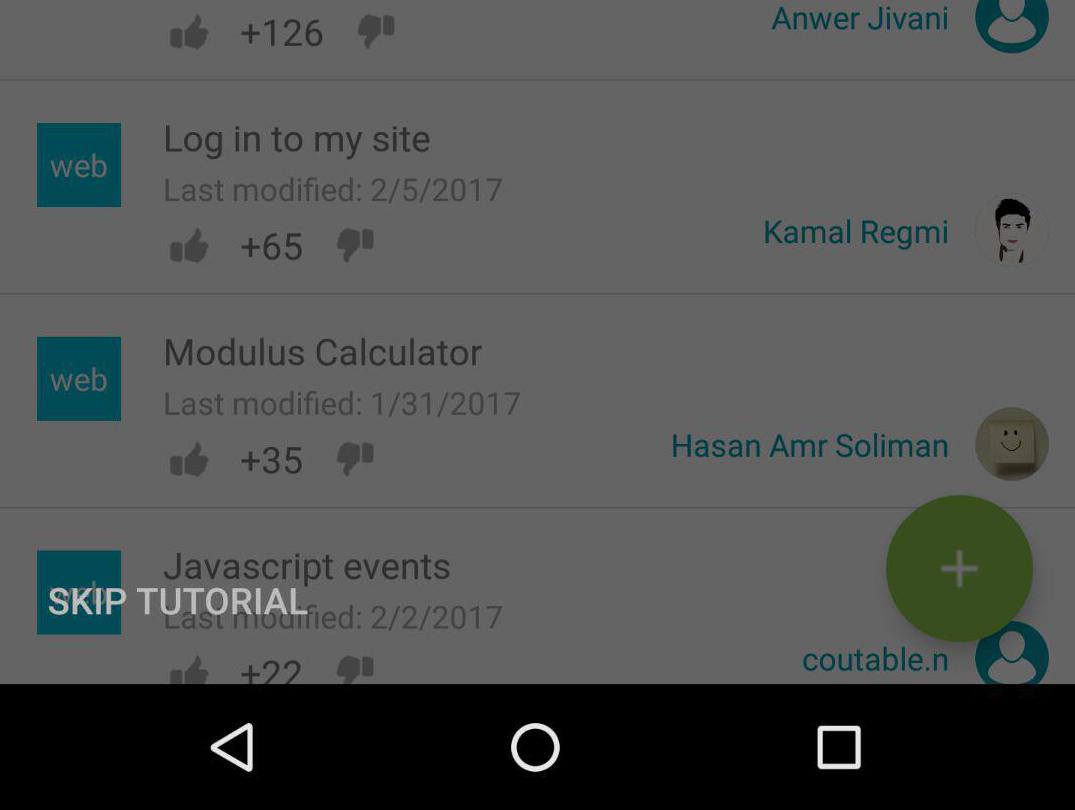 +126
Anwer Jivani
web
Log in to my site
Last modified: 2/5/2017
+65
Kamal Regmi
web
Modulus Calculator
Last modified: 1/31/2017
+35
Hasan Amr Soliman
web
Javascript events
SKIP TUTORIAL
Last modified: 2/2/2017
+22
coutable.n